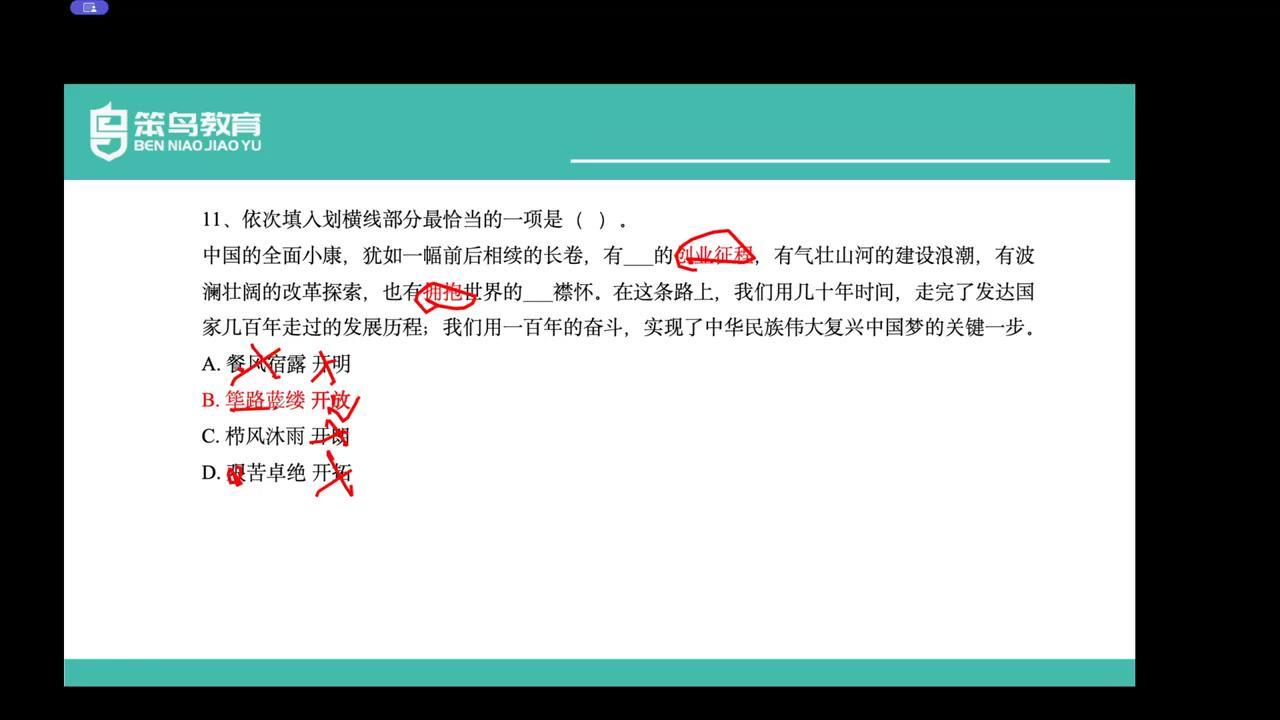 笨鸟教育
BEN NIAO JIAO YU
11、依次填入划横线部分最恰当的一项是（ ）。
中国的全面小康，犹如一幅前后相续的长卷，有___的创业征程，有气壮山河的建设浪潮，有波
澜壮阔的改革探索，也有拥抱世界的___襟怀。在这条路上，我们用几十年时间，走完了发达国
家几百年走过的发展历程；我们用一百年的奋斗，实现了中华民族伟大复兴中国梦的关键一步。
A. 餐风宿露 开明
B. 筚路蓝缕 开放
C. 栉风沐雨 开朗
D. 艰苦卓绝 开拓